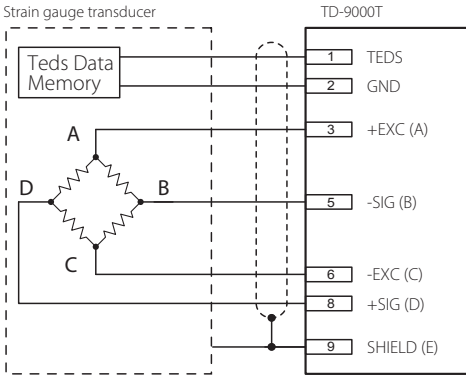 Strain gauge transducer
TD-9000T
Teds Data
Memory
1 TEDS
2 GND
A
3 +EXC (A)
D
B
5 -SIG (B)
C
6 -EXC (C)
8 +SIG (D)
9 SHIELD (E)